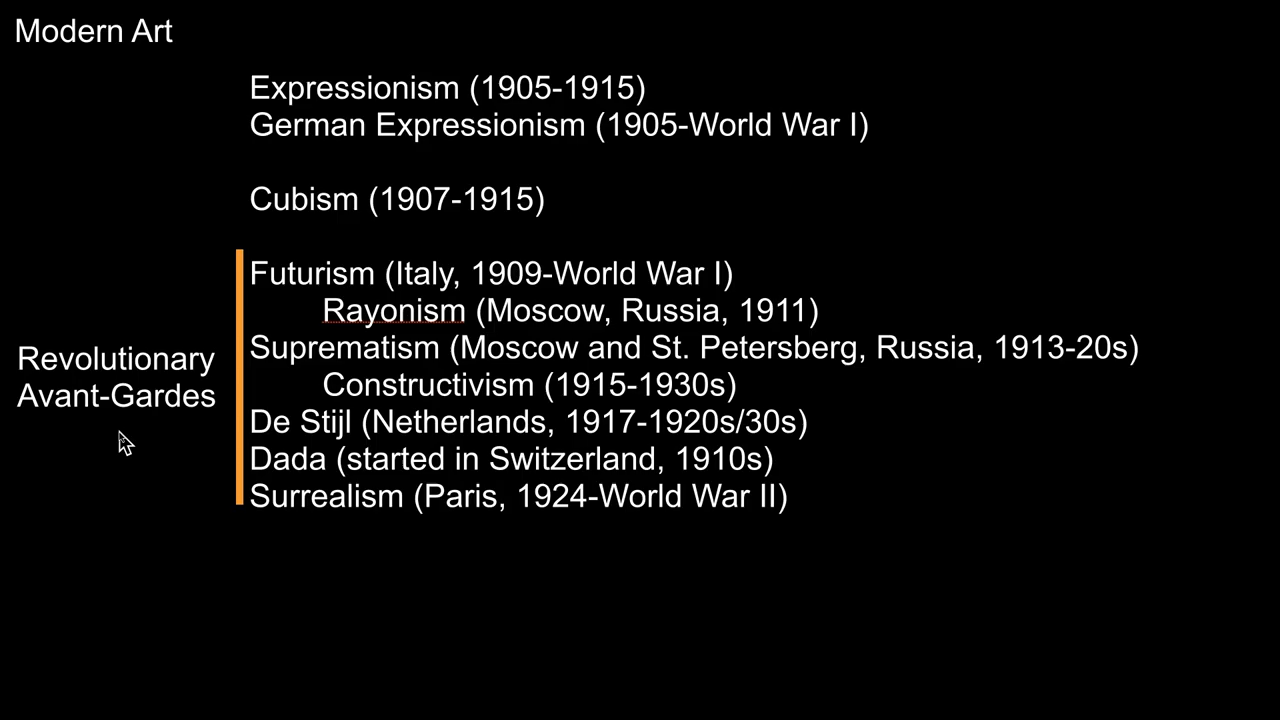 Modern Art
Expressionism (1905-1915)
German Expressionism (1905-World War I)
Cubism (1907-1915)
Futurism (Italy, 1909-World War I)
Rayonism (Moscow, Russia, 1911)
Suprematism (Moscow and St. Petersberg, Russia, 1913-20s)
Constructivism (1915-1930s)
De Stijl (Netherlands, 1917-1920s/30s)
Dada (started in Switzerland, 1910s)
Surrealism (Paris, 1924-World War II)
Revolutionary
Avant-Gardes